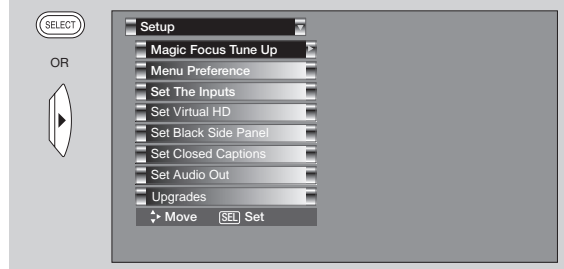 SELECT
OR
Setup
Magic Focus Tune Up
Menu Preference
Set The Inputs
Set Virtual HD
Set Black Side Panel
Set Closed Captions
Set Audio Out
Upgrades
Move SEL Set